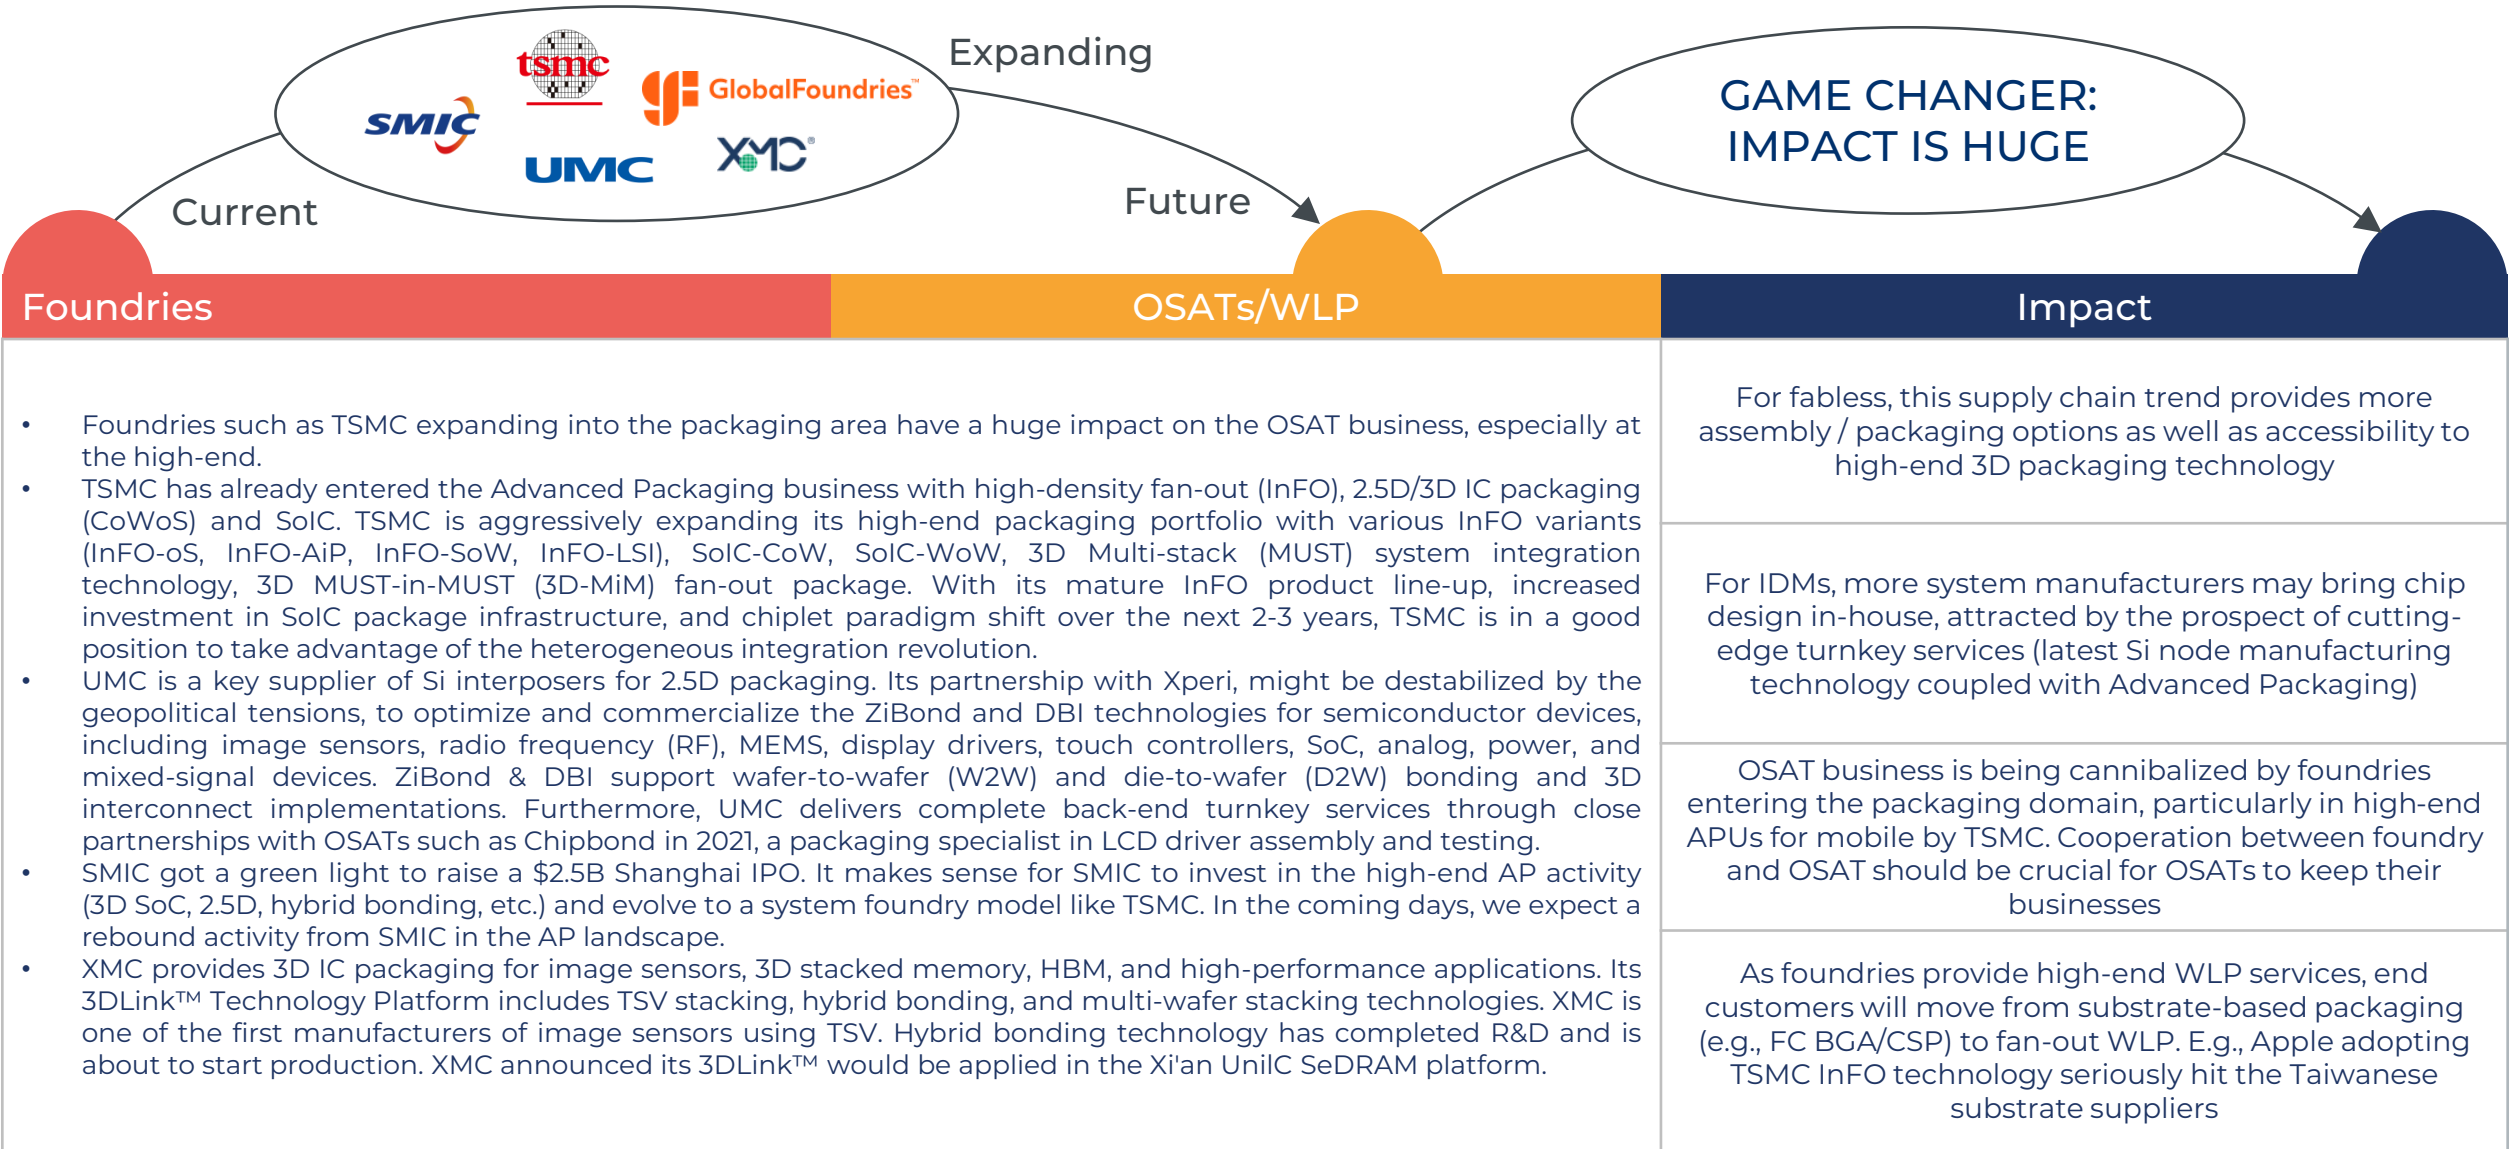 tsmc
GlobalFoundries™
SMIC
UMC
XMC®
Expanding
Current
Future
GAME CHANGER:
IMPACT IS HUGE
Foundries
OSATs/WLP
Impact
• Foundries such as TSMC expanding into the packaging area have a huge impact on the OSAT business, especially at
the high-end.
• TSMC has already entered the Advanced Packaging business with high-density fan-out (InFO), 2.5D/3D IC packaging
(CoWoS) and SoIC. TSMC is aggressively expanding its high-end packaging portfolio with various InFO variants
(InFO-oS, InFO-AiP, InFO-SoW, InFO-LSI), SoIC-CoW, SoIC-WoW, 3D Multi-stack (MUST) system integration
technology, 3D MUST-in-MUST (3D-MiM) fan-out package. With its mature InFO product line-up, increased
investment in SoIC package infrastructure, and chiplet paradigm shift over the next 2-3 years, TSMC is in a good
position to take advantage of the heterogeneous integration revolution.
• UMC is a key supplier of Si interposers for 2.5D packaging. Its partnership with Xperi, might be destabilized by the
geopolitical tensions, to optimize and commercialize the ZiBond and DBI technologies for semiconductor devices,
including image sensors, radio frequency (RF), MEMS, display drivers, touch controllers, SoC, analog, power, and
mixed-signal devices. ZiBond & DBI support wafer-to-wafer (W2W) and die-to-wafer (D2W) bonding and 3D
interconnect implementations. Furthermore, UMC delivers complete back-end turnkey services through close
partnerships with OSATs such as Chipbond in 2021, a packaging specialist in LCD driver assembly and testing.
• SMIC got a green light to raise a $2.5B Shanghai IPO. It makes sense for SMIC to invest in the high-end AP activity
(3D SoC, 2.5D, hybrid bonding, etc.) and evolve to a system foundry model like TSMC. In the coming days, we expect a
rebound activity from SMIC in the AP landscape.
• XMC provides 3D IC packaging for image sensors, 3D stacked memory, HBM, and high-performance applications. Its
3DLink™ Technology Platform includes TSV stacking, hybrid bonding, and multi-wafer stacking technologies. XMC is
one of the first manufacturers of image sensors using TSV. Hybrid bonding technology has completed R&D and is
about to start production. XMC announced its 3DLink™ would be applied in the Xi'an UniIC SeDRAM platform.
For fabless, this supply chain trend provides more
assembly / packaging options as well as accessibility to
high-end 3D packaging technology
For IDMs, more system manufacturers may bring chip
design in-house, attracted by the prospect of cutting-
edge turnkey services (latest Si node manufacturing
technology coupled with Advanced Packaging)
OSAT business is being cannibalized by foundries
entering the packaging domain, particularly in high-end
APUs for mobile by TSMC. Cooperation between foundry
and OSAT should be crucial for OSATs to keep their
businesses
As foundries provide high-end WLP services, end
customers will move from substrate-based packaging
(e.g., FC BGA/CSP) to fan-out WLP. E.g., Apple adopting
TSMC InFO technology seriously hit the Taiwanese
substrate suppliers